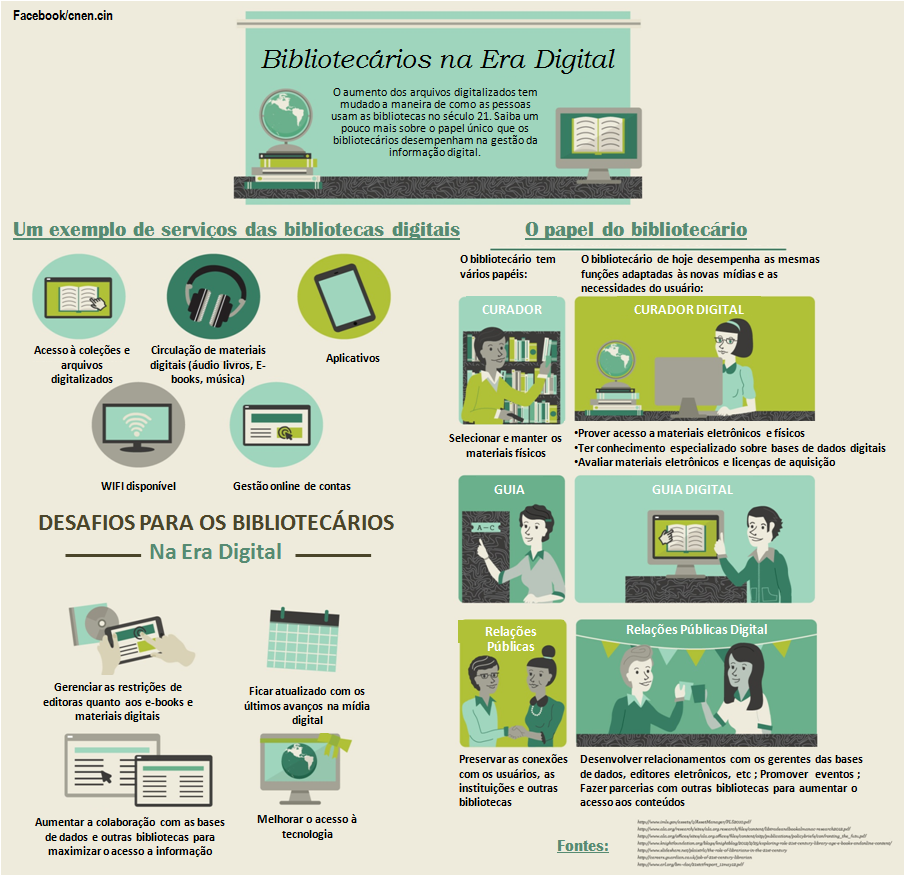 Facebook/cnen.cin
Bibliotecários na Era Digital
O aumento dos arquivos digitalizados tem
mudado a maneira de como as pessoas
usam as bibliotecas no século 21. Saiba um
pouco mais sobre o papel único que os
bibliotecários desempenham na gestão da
informação digital.
Um exemplo de serviços das bibliotecas digitais
Acesso à coleções e
arquivos
digitalizados
Circulação de materiais
digitais (áudio livros, E-
books, música)
Aplicativos
WIFI disponível
Gestão online de contas
DESAFIOS PARA OS BIBLIOTECÁRIOS
Na Era Digital
Gerenciar as restrições de
editoras quanto aos e-books e
materiais digitais
Ficar atualizado com os
últimos avanços na mídia
digital
Aumentar a colaboração com as bases
de dados e outras bibliotecas para
maximizar o acesso a informação
Melhorar o acesso à
tecnologia
O papel do bibliotecário
O bibliotecário tem
vários papéis:
O bibliotecário de hoje desempenha as mesmas
funções adaptadas às novas mídias e as
necesidades do usuário:
CURADOR
CURADOR DIGITAL
Selecionar e manter os
materiais físicos
•Prover acesso a materiais eletrônicos e físicos
•Ter conhecimento especializado sobre bases de dados digitais
•Avaliar materiais eletrônicos e licenças de aquisição
GUIA
A-C
GUIA DIGITAL
Relações
Públicas
Relações Públicas Digital
Preservar as conexões
com os usuários, as
instituições e outras
bibliotecas
Desenvolver relacionamentos com os gerentes das bases
de dados, editores eletrônicos, etc ; Promover eventos ;
Fazer parcerias com outras bibliotecas para aumentar o
acesso aos conteúdos
Fontes: